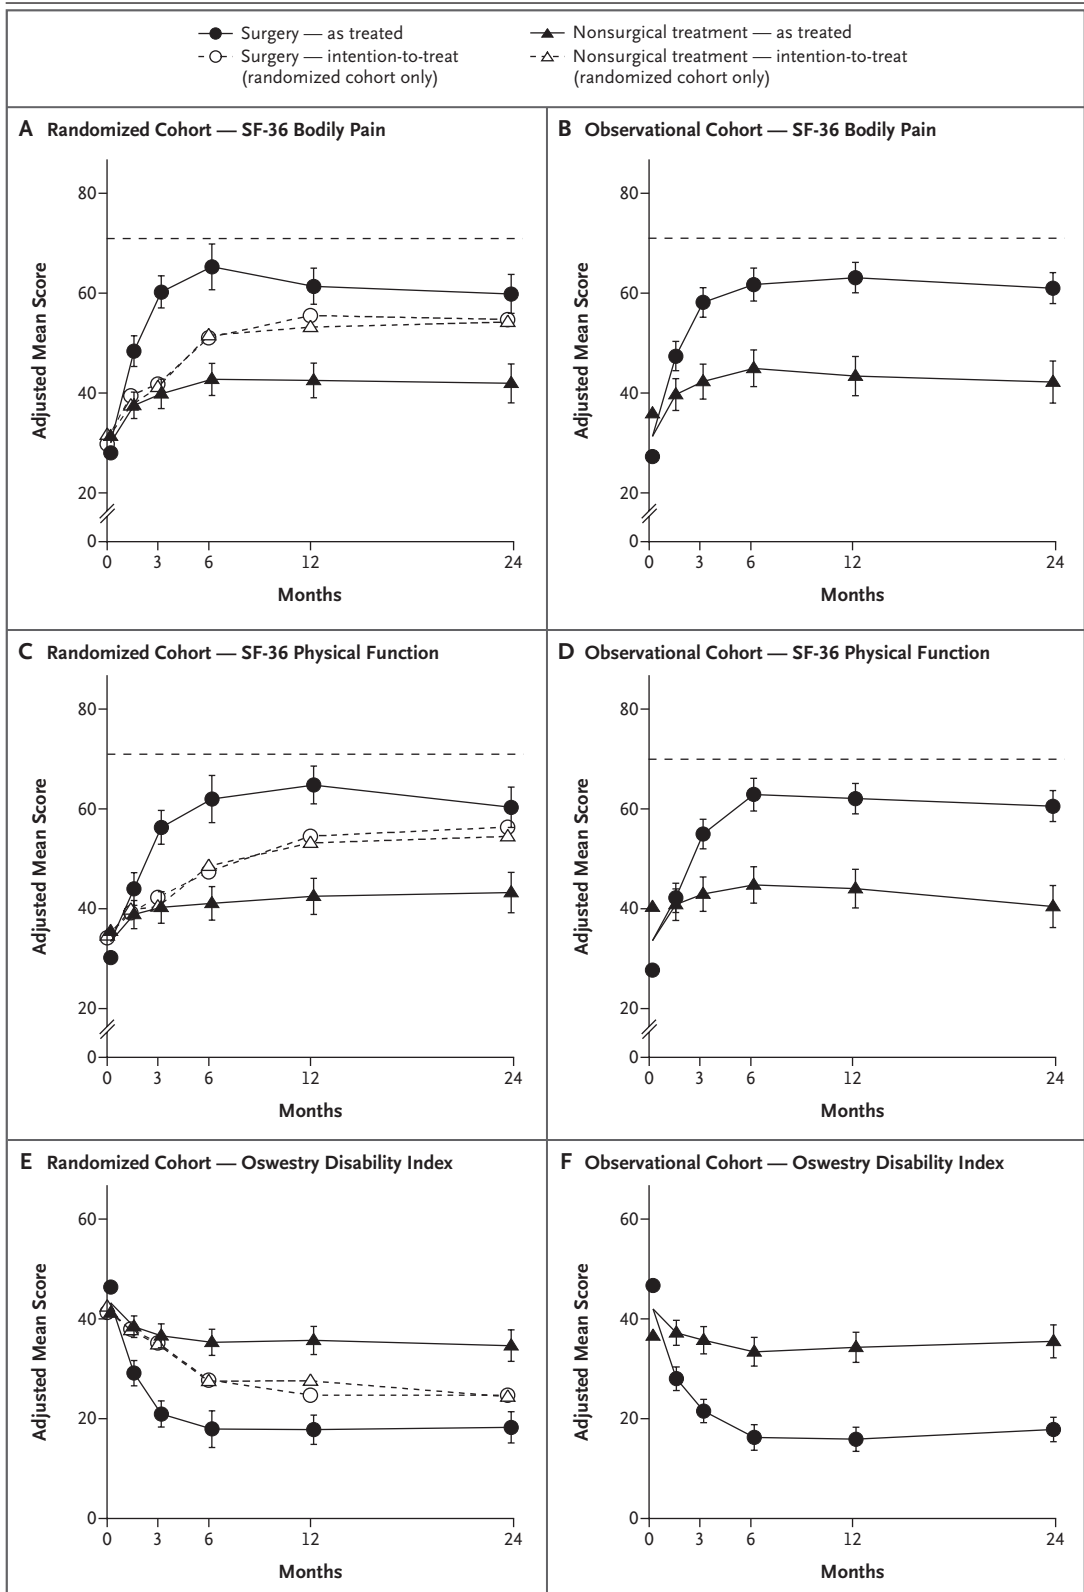 Surgery — as treated
Surgery — intention-to-treat
(randomized cohort only)
Nonsurgical treatment — as treated
Nonsurgical treatment — intention-to-treat
(randomized cohort only)
A Randomized Cohort — SF-36 Bodily Pain
80
60
40
20
0
Adjusted Mean Score
0 3 6 12 24
Months
B Observational Cohort — SF-36 Bodily Pain
80
60
40
20
0
Adjusted Mean Score
0 3 6 12 24
Months
C Randomized Cohort — SF-36 Physical Function
80
60
40
20
0
Adjusted Mean Score
0 3 6 12 24
Months
D Observational Cohort — SF-36 Physical Function
80
60
40
20
0
Adjusted Mean Score
0 3 6 12 24
Months
E Randomized Cohort — Oswestry Disability Index
60
40
20
0
Adjusted Mean Score
0 3 6 12 24
Months
F Observational Cohort — Oswestry Disability Index
60
40
20
0
Adjusted Mean Score
0 3 6 12 24
Months